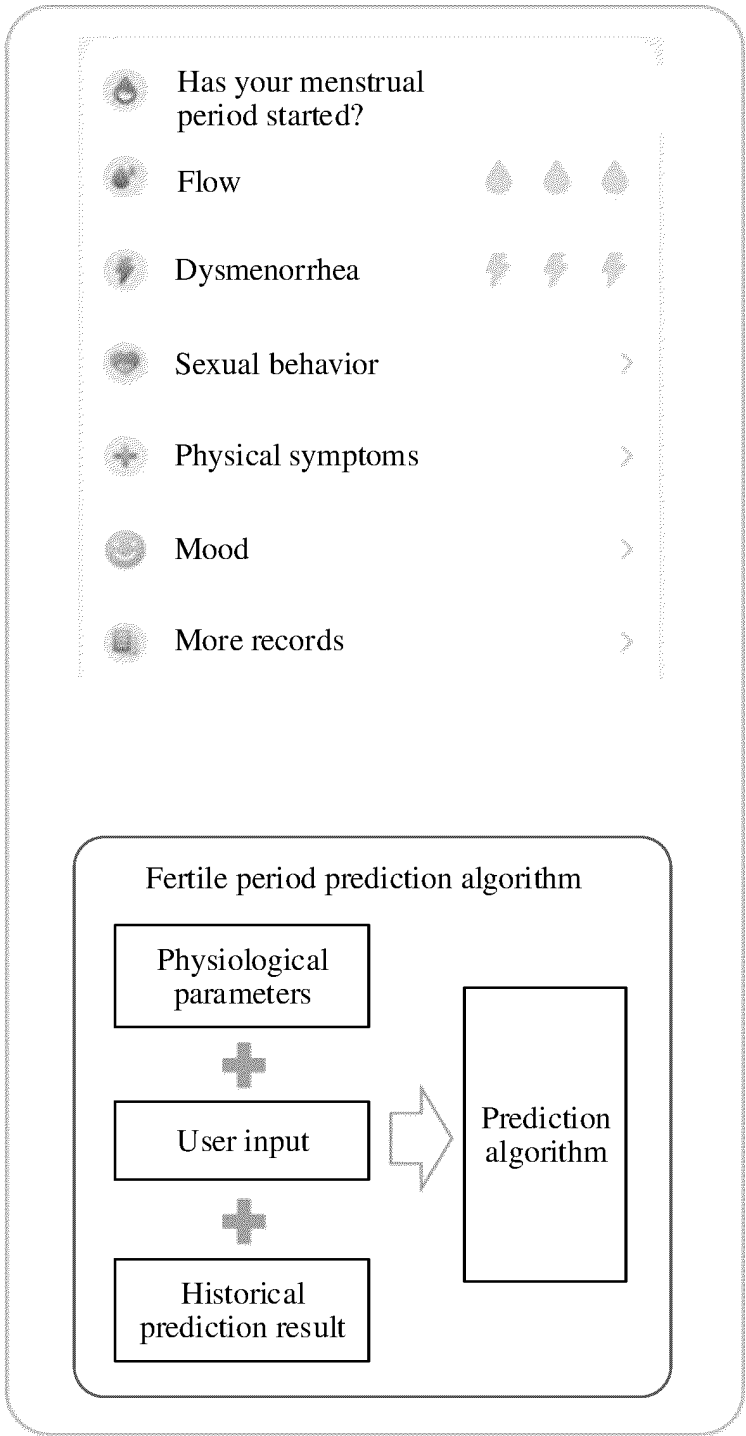 Has your menstrual
period started?
Flow
Dysmenorrhea
Sexual behavior
Physical symptoms
Mood
More records
Fertile period prediction algorithm
Physiological
parameters
User input
Historical
prediction result
Prediction
algorithm